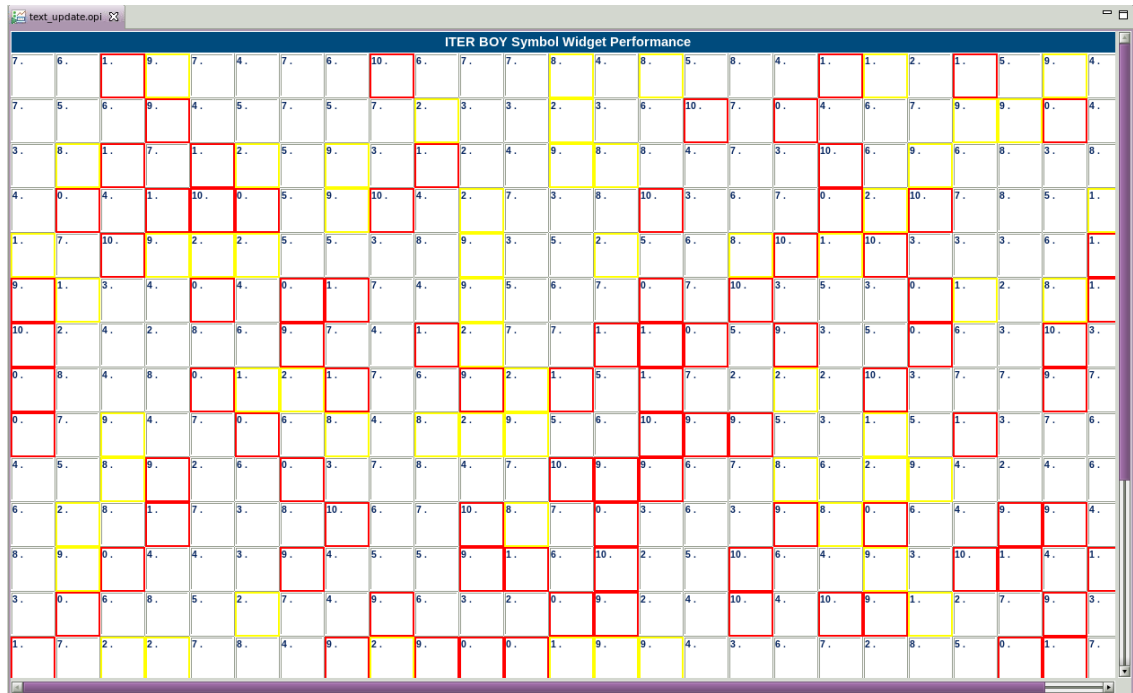 text_update.opi
ITER BOY Symbol Widget Performance
7. 6. 1. 9. 7. 4. 7. 6. 10. 6. 7. 7. 8. 4. 8. 5. 8. 4. 1. 1. 2. 1. 5. 9. 4.
7. 5. 6. 9. 4. 5. 7. 5. 7. 2. 3. 3. 2. 3. 6. 10. 7. 0. 4. 6. 7. 9. 9. 0. 4.
3. 8. 1. 7. 1. 2. 5. 9. 3. 1. 2. 4. 9. 8. 8. 4. 7. 3. 10. 6. 9. 6. 8. 3. 8.
4. 0. 4. 1. 10. 0. 5. 9. 10. 4. 2. 7. 3. 8. 10. 3. 6. 7. 0. 2. 10. 7. 8. 5. 1.
1. 7. 10. 9. 2. 2. 5. 5. 3. 8. 9. 3. 5. 2. 5. 6. 8. 10. 1. 10. 3. 3. 3. 6. 1.
9. 1. 3. 4. 0. 4. 0. 1. 7. 4. 9. 5. 6. 7. 0. 7. 10. 3. 5. 3. 0. 1. 2. 8. 1.
10. 2. 4. 2. 8. 6. 9. 7. 4. 1. 2. 7. 7. 1. 1. 0. 5. 9. 3. 5. 0. 6. 3. 10. 3.
0. 8. 4. 8. 0. 1. 2. 1. 7. 6. 9. 2. 1. 5. 1. 7. 2. 2. 2. 10. 3. 7. 7. 9. 7.
0. 7. 9. 4. 7. 0. 6. 8. 4. 8. 2. 9. 5. 6. 10. 9. 9. 5. 3. 1. 5. 1. 3. 7. 6.
4. 5. 8. 9. 2. 6. 0. 3. 7. 8. 4. 7. 10. 9. 9. 6. 7. 8. 6. 2. 9. 4. 2. 4. 6.
6. 2. 8. 1. 7. 3. 8. 10. 6. 7. 10. 8. 7. 0. 3. 6. 3. 9. 8. 0. 6. 4. 9. 9. 4.
8. 9. 0. 4. 4. 3. 9. 4. 5. 5. 9. 1. 6. 10. 2. 5. 10. 6. 4. 9. 3. 10. 1. 4. 1.
3. 0. 6. 8. 5. 2. 7. 4. 9. 6. 3. 2. 0. 9. 2. 4. 10. 4. 10. 9. 1. 2. 7. 9. 3.
1. 7. 2. 2. 7. 8. 4. 9. 2. 9. 0. 0. 1. 9. 9. 4. 3. 6. 7. 2. 8. 5. 0. 1. 7.